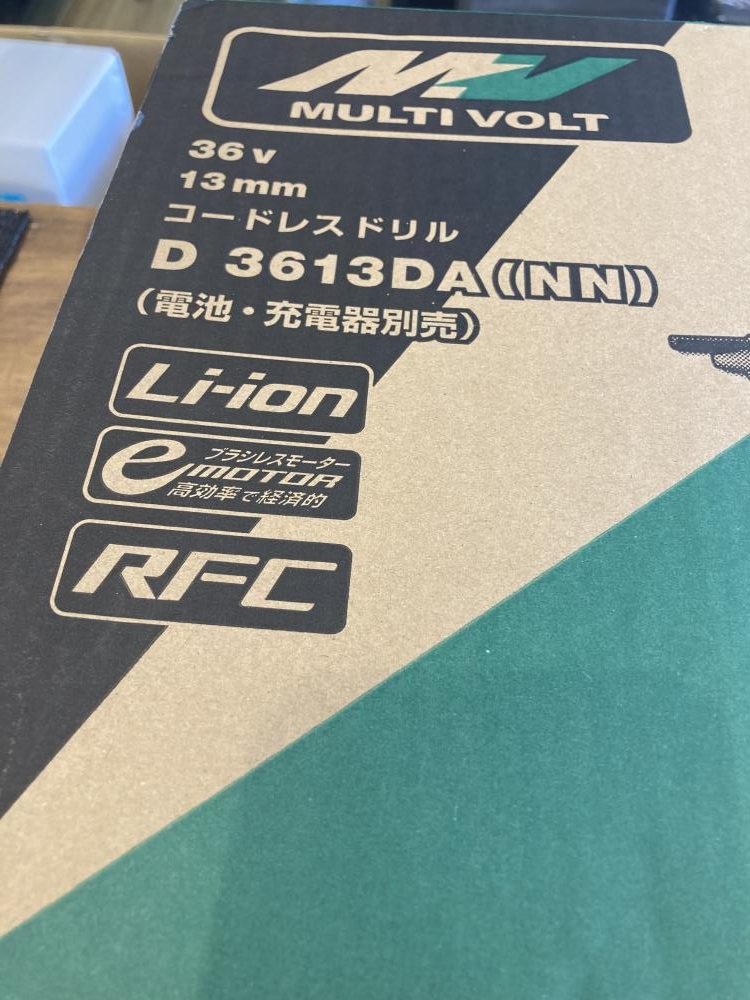 MV
MULTI VOLT
36v
13mm
コードレスドリル
D 3613DA((NN))
(電池・充電器別売)
Li-ion
ブラシレスモーター
eMOTOR
高効率で経済的
RFC